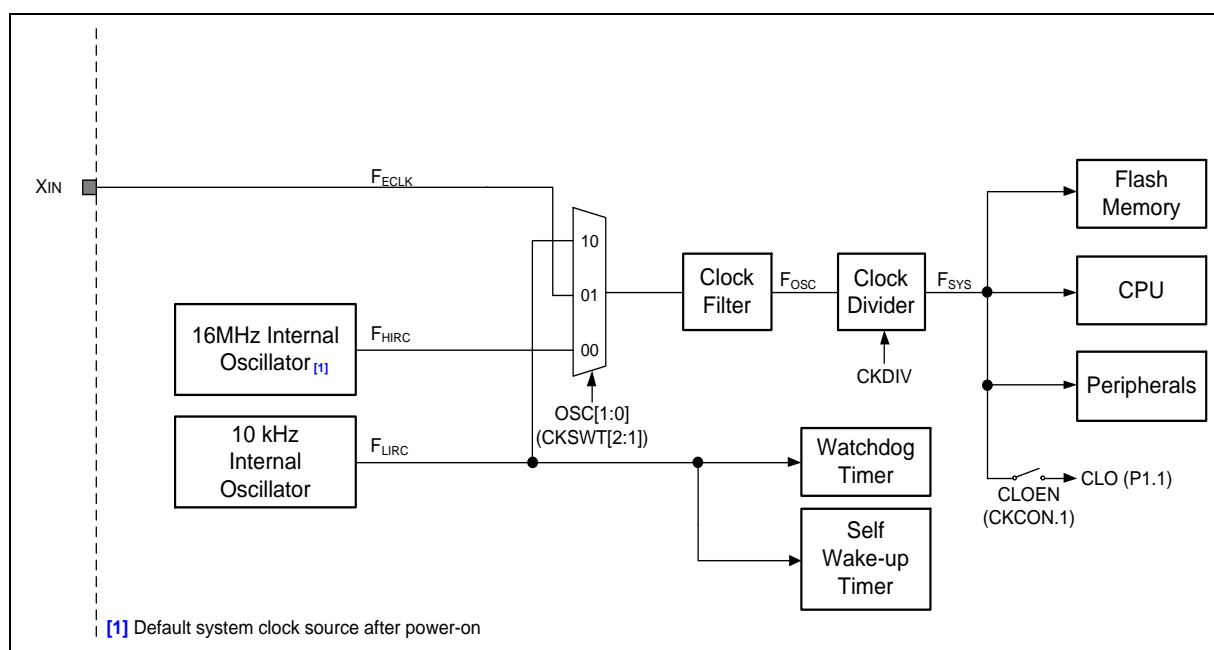 XIN
FECLK
10
01
00
16MHz Internal
Oscillator[1]
FHIRC
10 kHz
Internal
Oscillator
FLIRC
OSC[1:0]
(CKSWT[2:1])
Clock
Filter
FOSC
Clock
Divider
CKDIV
FSYS
Flash
Memory
CPU
Peripherals
CLOEN
(CKCON.1)
CLO (P1.1)
Watchdog
Timer
Self
Wake-up
Timer
[1] Default system clock source after power-on